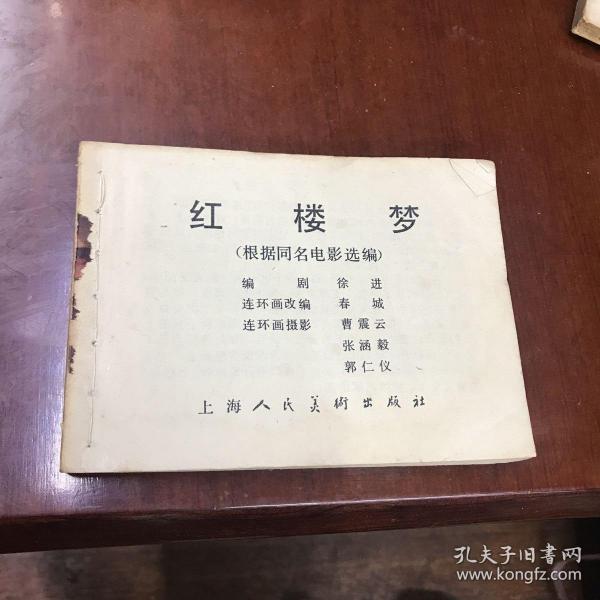 红楼梦
(根据同名电影选编)
编剧 徐进
连环画改编 春城
连环画摄影 曹震云
张涵毅
郭仁仪
上海人民美術出版社
孔夫子旧书网
www.kongfz.com